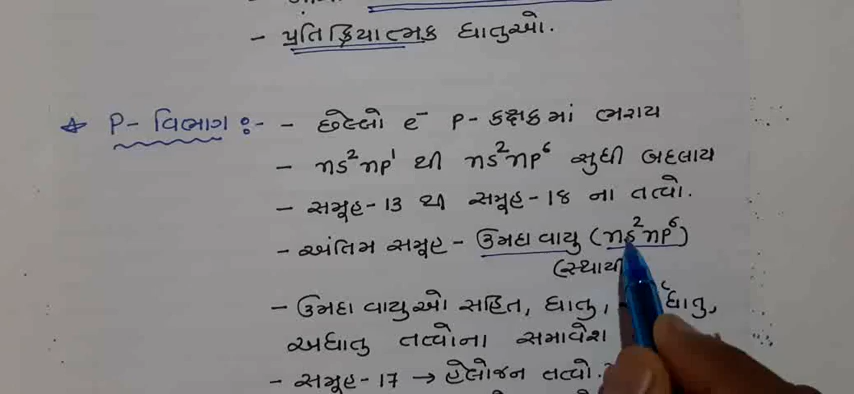 - પ્રતિક્રિયાત્મક ધાતુઓ.
* P- વિભાગ :- - છેલ્લો e⁻ P- કક્ષકમાં ભરાય
- ns²np¹ થી ns²np⁶ સુધી બદલાય
- સમૂહ-13 થી સમૂહ-18 ના તત્વો.
- અંતિમ સમૂહ - ઉમદા વાયુ (ns²np⁶)
- ઉમદા વાયુઓ સહિત, ધાતુ, ધાતુ,
અધાતુ તત્વોના સમાવેશ
- સમૂહ-17 → હેલોજન તત્વો.